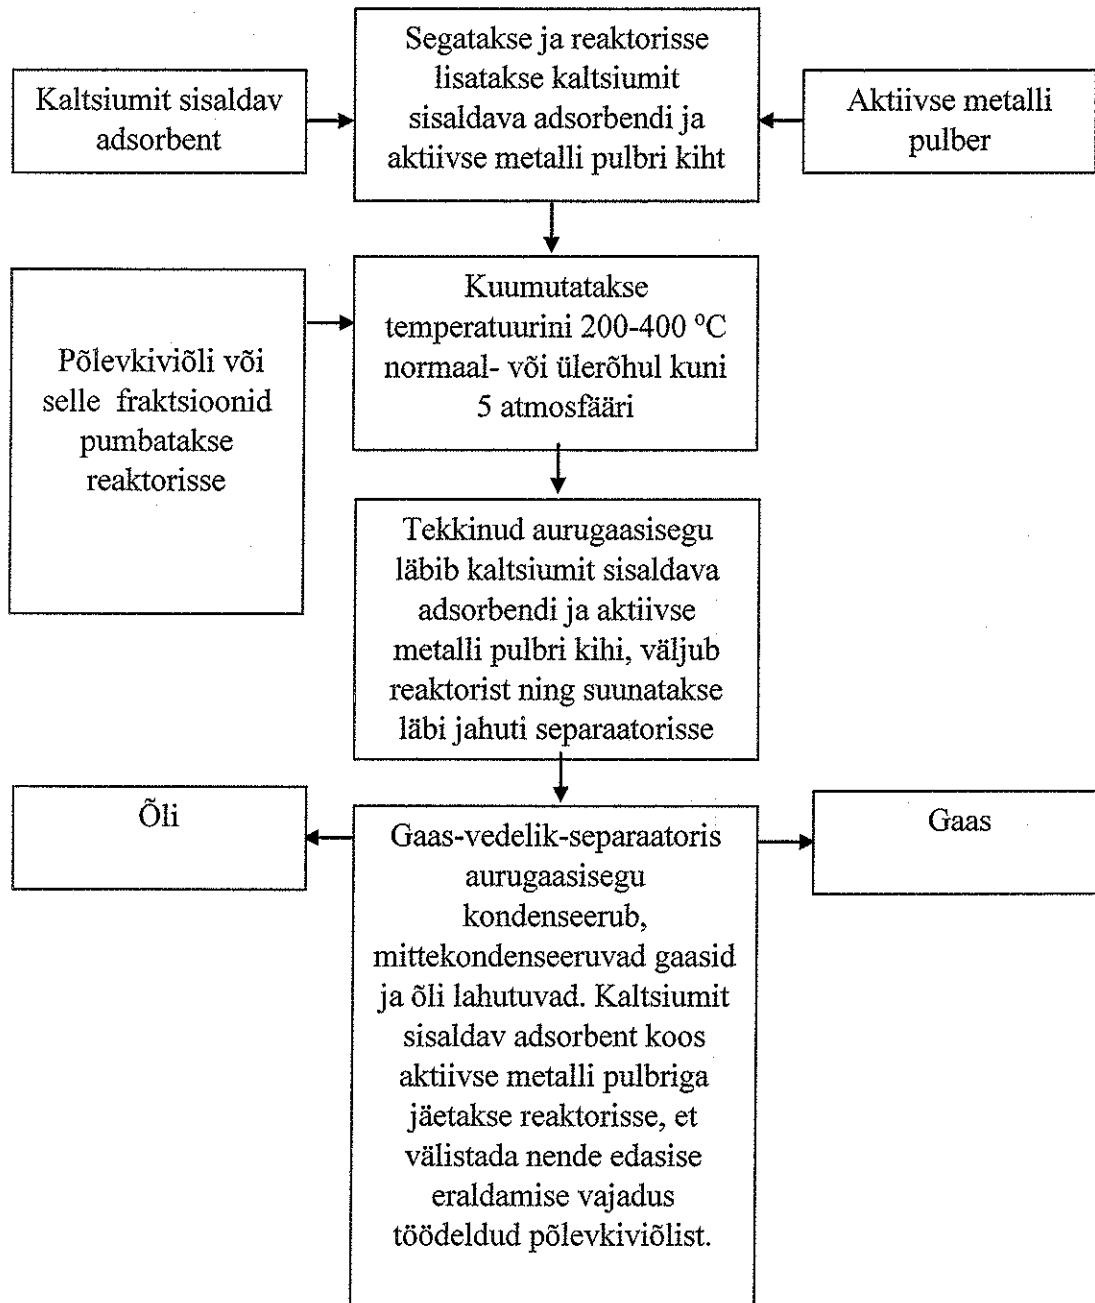 Segatakse ja reaktorisse
lisatakse kaltsiumit
sisaldava adsorbendi ja
aktiivse metalli pulbri kiht
Kaltsiumit sisaldav
adsorbent
Aktiivse metalli
pulber
Kuumutatakse
temperatuurini 200-400 °C
normaal- või ülerõhul kuni
5 atmosfääri
Põlevkiviõli või
selle fraktsioonid
pumbatakse
reaktorisse
Tekkinud aurugaasisegu
läbib kaltsiumit sisaldava
adsorbendi ja aktiivse
metalli pulbri kihi, väljub
reaktorist ning suunatakse
läbi jahuti separaatorisse
Õli
Gaas-vedelik-separaatoris
aurugaasisegu
kondenseerub,
mittekondenseeruvad gaasid
ja õli lahutuvad. Kaltsiumit
sisaldav adsorbent koos
aktiivse metalli pulbriga
jäetakse reaktorisse, et
välistada nende edasise
eraldamise vajadus
töödeldud põlevkiviõlist.
Gaas